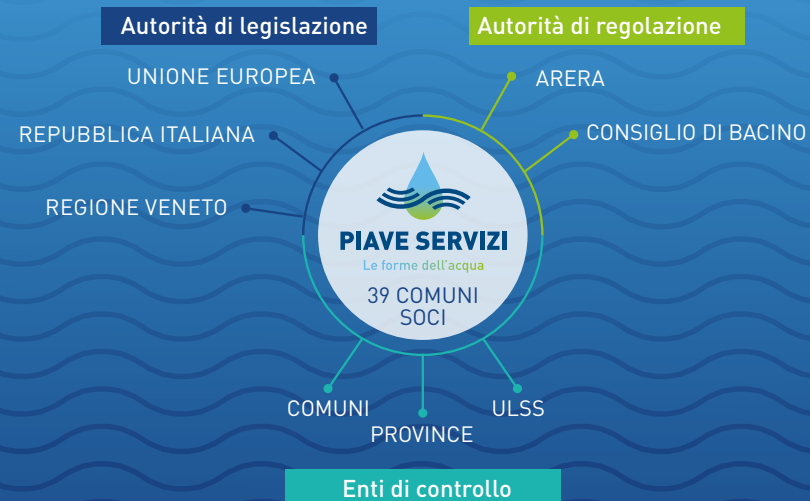 Autorità di legislazione
Autorità di regolazione
UNIONE EUROPEA
ARERA
REPUBBLICA ITALIANA
CONSIGLIO DI BACINO
REGIONE VENETO
PIAVE SERVIZI
Le forme dell'acqua
39 COMUNI
SOCI
COMUNI
ULSS
PROVINCE
Enti di controllo